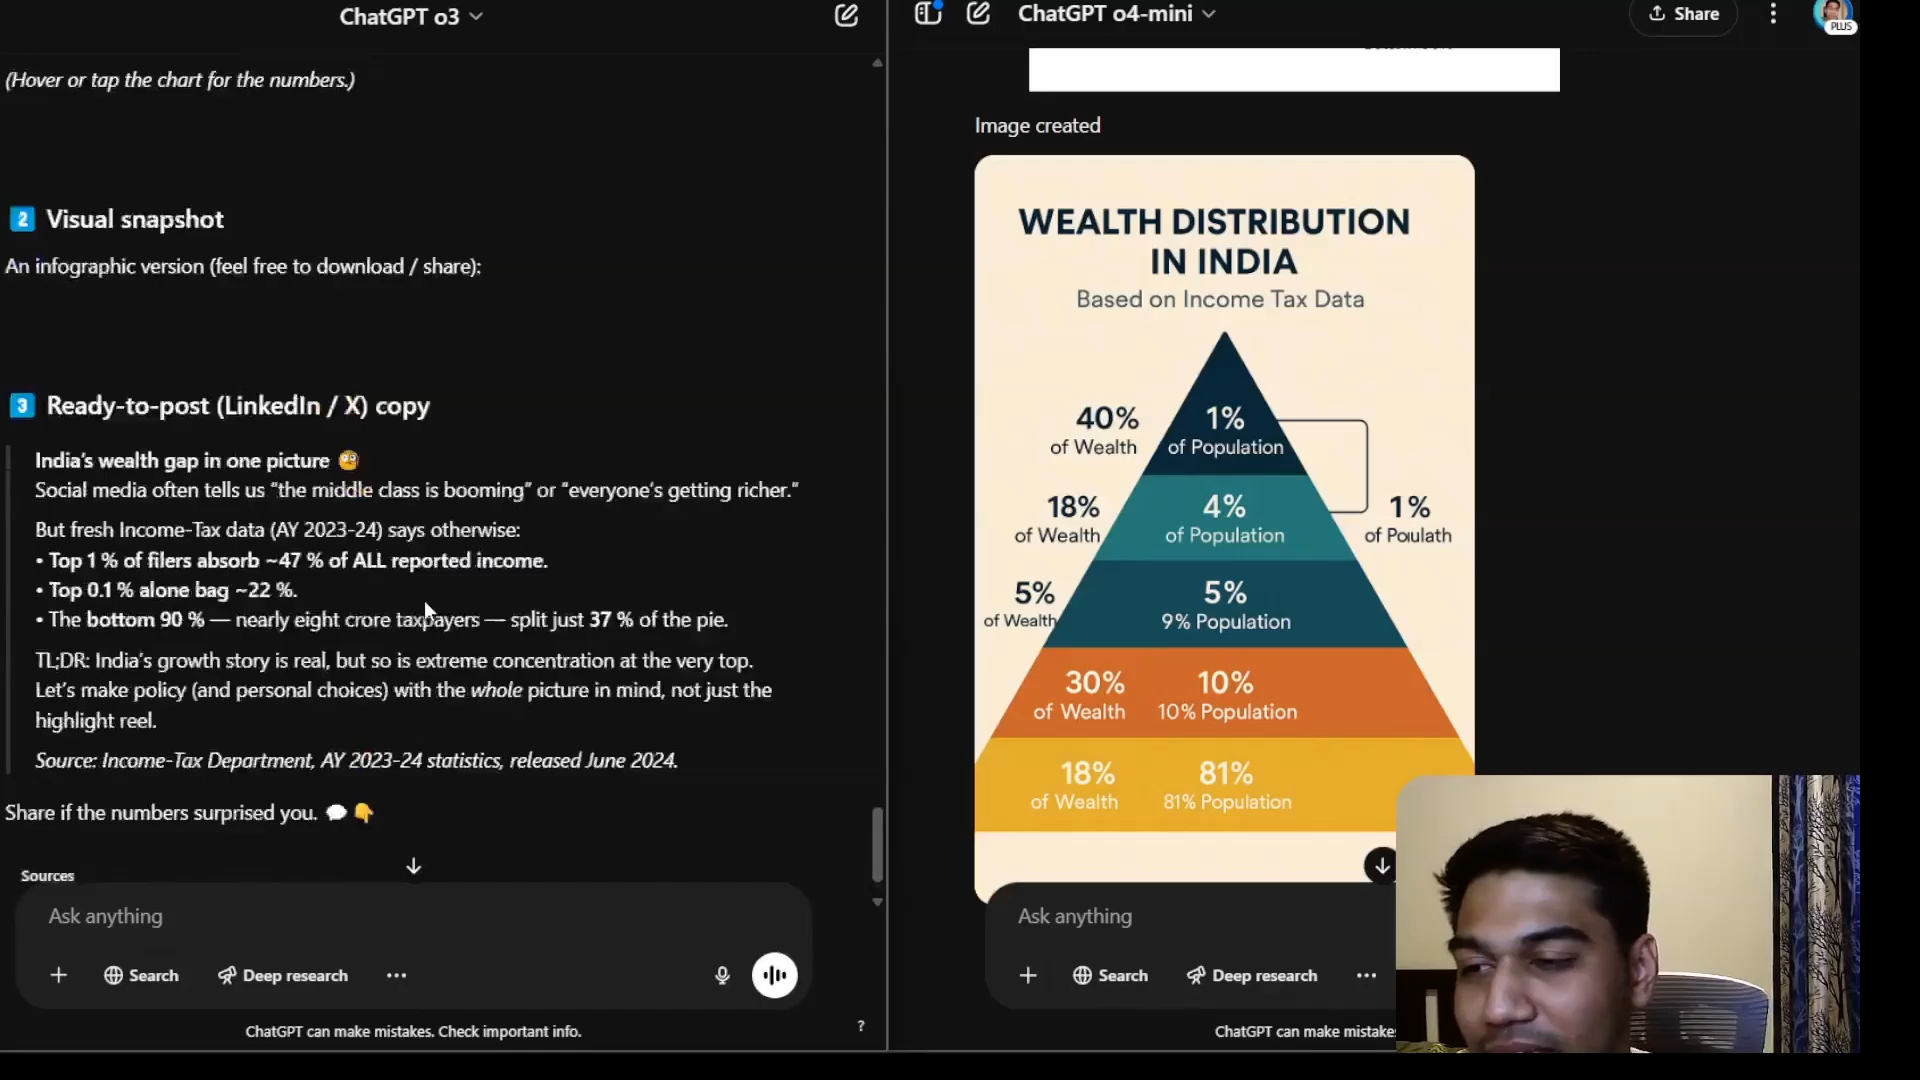 ChatGPT o3
(Hover or tap the chart for the numbers.)
2 Visual snapshot
An infographic version (feel free to download / share):
3 Ready-to-post (LinkedIn / X) copy
India's wealth gap in one picture
Social media often tells us “the middle class is booming” or “everyone’s getting richer.”
But fresh Income-Tax data (AY 2023-24) says otherwise:
• Top 1 % of filers absorb ~47 % of ALL reported income.
• Top 0.1 % alone bag ~22 %.
• The bottom 90 % — nearly eight crore taxpayers — split just 37 % of the pie.
TL;DR: India’s growth story is real, but so is extreme concentration at the very top.
Let’s make policy (and personal choices) with the whole picture in mind, not just the
highlight reel.
Source: Income-Tax Department, AY 2023-24 statistics, released June 2024.
Share if the numbers surprised you.
Sources
Ask anything
Search
Deep research
ChatGPT can make mistakes. Check important info.
?
ChatGPT o4-mini
Share
PLUS
Image created
WEALTH DISTRIBUTION
IN INDIA
Based on Income Tax Data
40% 1%
of Wealth of Population
18% 4% 1%
of Wealth of Population of Poulath
5% 5%
of Wealth 9% Population
30% 10%
of Wealth 10% Population
18% 81%
of Wealth 81% Population
Ask anything
Search
Deep research
ChatGPT can make